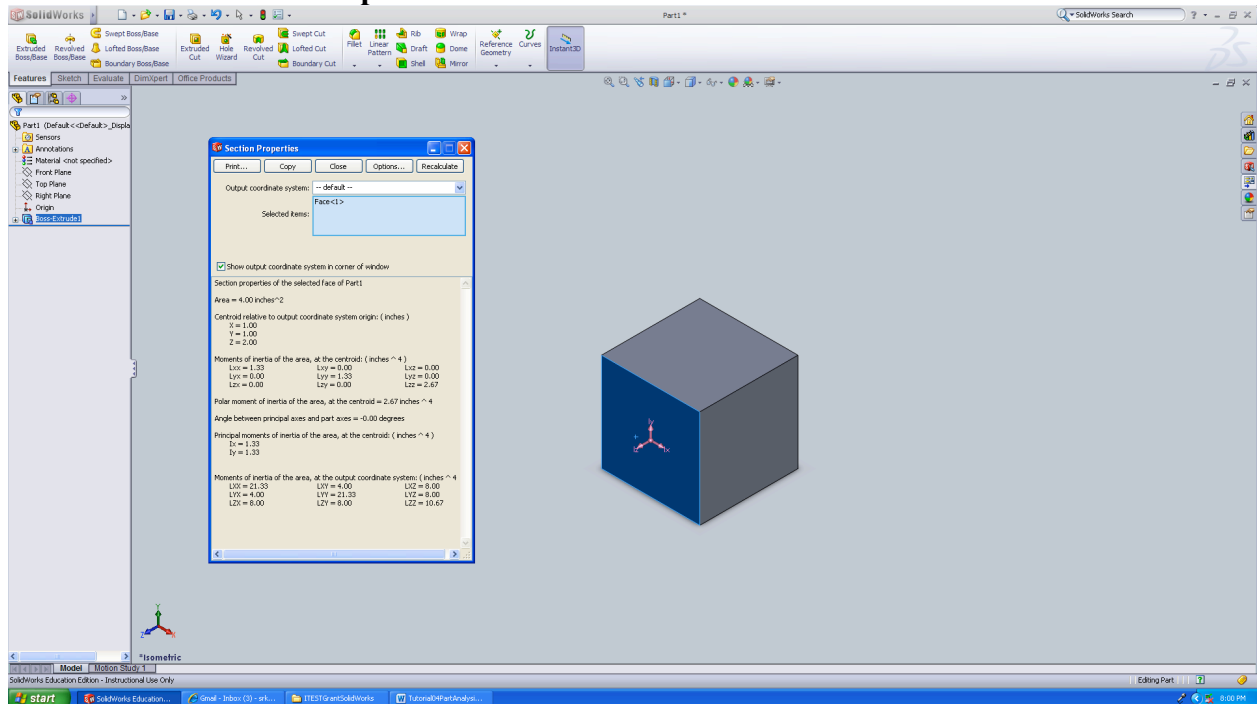 SolidWorks
Part1 *
SolidWorks Search
Extruded Boss/Base
Revolved Boss/Base
Swept Boss/Base
Lofted Boss/Base
Boundary Boss/Base
Extruded Cut
Hole Wizard
Revolved Cut
Swept Cut
Lofted Cut
Boundary Cut
Fillet
Linear Pattern
Rib
Draft
Shell
Wrap
Dome
Mirror
Reference Geometry
Curves
Instant3D
Features Sketch Evaluate DimXpert Office Products
Part1 (Default<<Default>_Displa
Sensors
Annotations
Material <not specified>
Front Plane
Top Plane
Right Plane
Origin
Boss-Extrude1
Section Properties
Print... Copy Close Options... Recalculate
Output coordinate system: -- default --
Selected items: Face<1>
Show output coordinate system in corner of window
Section properties of the selected face of Part1
Area = 4.00 inches^2
Centroid relative to output coordinate system origin: ( inches )
X = 1.00
Y = 1.00
Z = 2.00
Moments of inertia of the area, at the centroid: ( inches ^ 4 )
Lxx = 1.33 Lxy = 0.00 Lxz = 0.00
Lyx = 0.00 Lyy = 1.33 Lyz = 0.00
Lzx = 0.00 Lzy = 0.00 Lzz = 2.67
Polar moment of inertia of the area, at the centroid = 2.67 inches ^ 4
Angle between principal axes and part axes = -0.00 degrees
Principal moments of inertia of the area, at the centroid: ( inches ^ 4 )
Ix = 1.33
Iy = 1.33
Moments of inertia of the area, at the output coordinate system: ( inches ^ 4
LXX = 21.33 LXY = 4.00 LXZ = 8.00
LYX = 4.00 LYY = 21.33 LYZ = 8.00
LZX = 8.00 LZY = 8.00 LZZ = 10.67
Iy
Iz
Ix
Y
Z
X
*Isometric
Model Motion Study 1
SolidWorks Education Edition - Instructional Use Only
Editing Part
start
SolidWorks Education...
Gmail - Inbox (3) - srk...
ITESTGrantSolidWorks
Tutorial04PartAnalysi...
8:00 PM